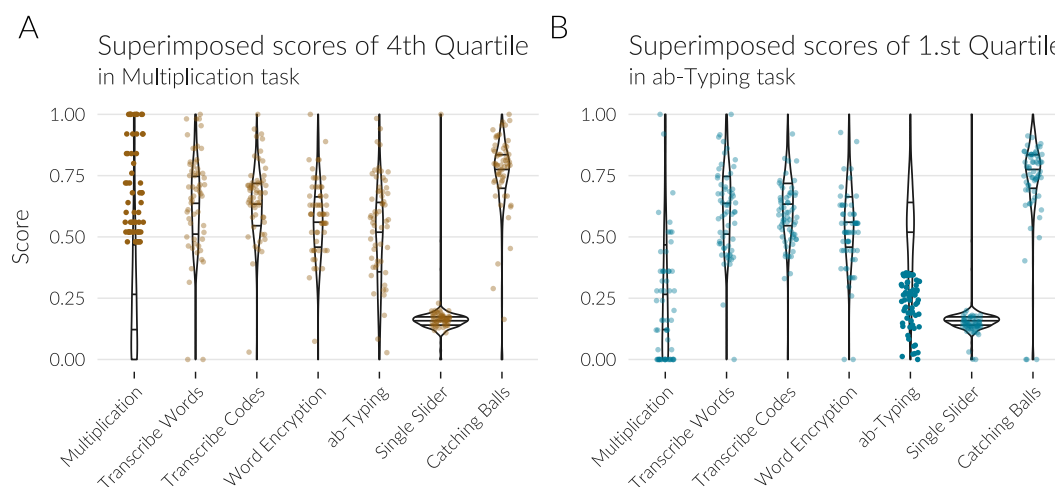 A
Superimposed scores of 4th Quartile
in Multiplication task
Score
1.00
0.75
0.50
0.25
0.00
Multiplication
Transcribe Words
Transcribe Codes
Word Encryption
ab-Typing
Single Slider
Catching Balls
B
Superimposed scores of 1.st Quartile
in ab-Typing task
1.00
0.75
0.50
0.25
0.00
Multiplication
Transcribe Words
Transcribe Codes
Word Encryption
ab-Typing
Single Slider
Catching Balls